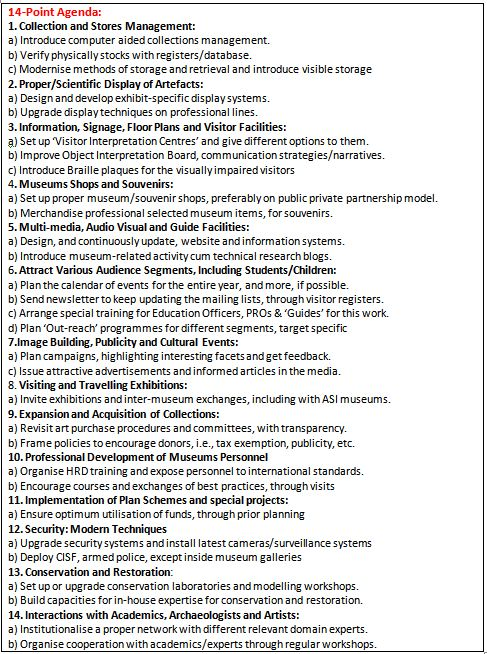 14-Point Agenda:
1. Collection and Stores Management:
a) Introduce computer aided collections management.
b) Verify physically stocks with registers/database.
c) Modernise methods of storage and retrieval and introduce visible storage
2. Proper/Scientific Display of Artefacts:
a) Design and develop exhibit-specific display systems.
b) Upgrade display techniques on professional lines.
3. Information, Signage, Floor Plans and Visitor Facilities:
a) Set up ‘Visitor Interpretation Centres’ and give different options to them.
b) Improve Object Interpretation Board, communication strategies/narratives.
c) Introduce Braille plaques for the visually impaired visitors
4. Museums Shops and Souvenirs:
a) Set up proper museum/souvenir shops, preferably on public private partnership model.
b) Merchandise professional selected museum items, for souvenirs.
5. Multi-media, Audio Visual and Guide Facilities:
a) Design, and continuously update, website and information systems.
b) Introduce museum-related activity cum technical research blogs.
6. Attract Various Audience Segments, Including Students/Children:
a) Plan the calendar of events for the entire year, and more, if possible.
b) Send newsletter to keep updating the mailing lists, through visitor registers.
c) Arrange special training for Education Officers, PROs & ‘Guides’ for this work.
d) Plan ‘Out-reach’ programmes for different segments, target specific
7.Image Building, Publicity and Cultural Events:
a) Plan campaigns, highlighting interesting facets and get feedback.
c) Issue attractive advertisements and informed articles in the media.
8. Visiting and Travelling Exhibitions:
a) Invite exhibitions and inter-museum exchanges, including with ASI museums.
9. Expansion and Acquisition of Collections:
a) Revisit art purchase procedures and committees, with transparency.
b) Frame policies to encourage donors, i.e., tax exemption, publicity, etc.
10. Professional Development of Museums Personnel
a) Organise HRD training and expose personnel to international standards.
b) Encourage courses and exchanges of best practices, through visits
11. Implementation of Plan Schemes and special projects:
a) Ensure optimum utilisation of funds, through prior planning
12. Security: Modern Techniques
a) Upgrade security systems and install latest cameras/surveillance systems
b) Deploy CISF, armed police, except inside museum galleries
13. Conservation and Restoration:
a) Set up or upgrade conservation laboratories and modelling workshops.
b) Build capacities for in-house expertise for conservation and restoration.
14. Interactions with Academics, Archaeologists and Artists:
a) Institutionalise a proper network with different relevant domain experts.
b) Organise cooperation with academics/experts through regular workshops.